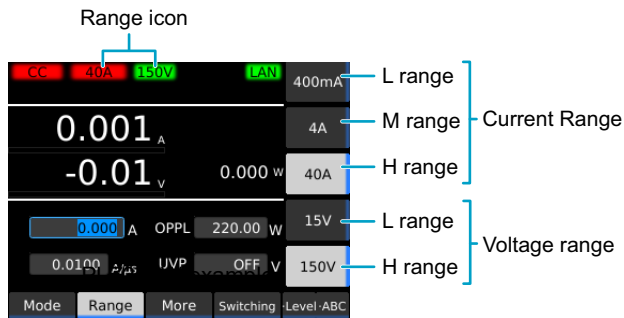 Range icon
CC 40A 150V LAN
400mA
L range
4A
M range
Current Range
40A
H range
0.001 A
-0.01 V 0.000 W
15V
L range
Voltage range
150V
H range
0.000 A OPPL 220.00 W
0.0100 A/µs UVP OFF V
Mode Range More Switching ·Level·ABC